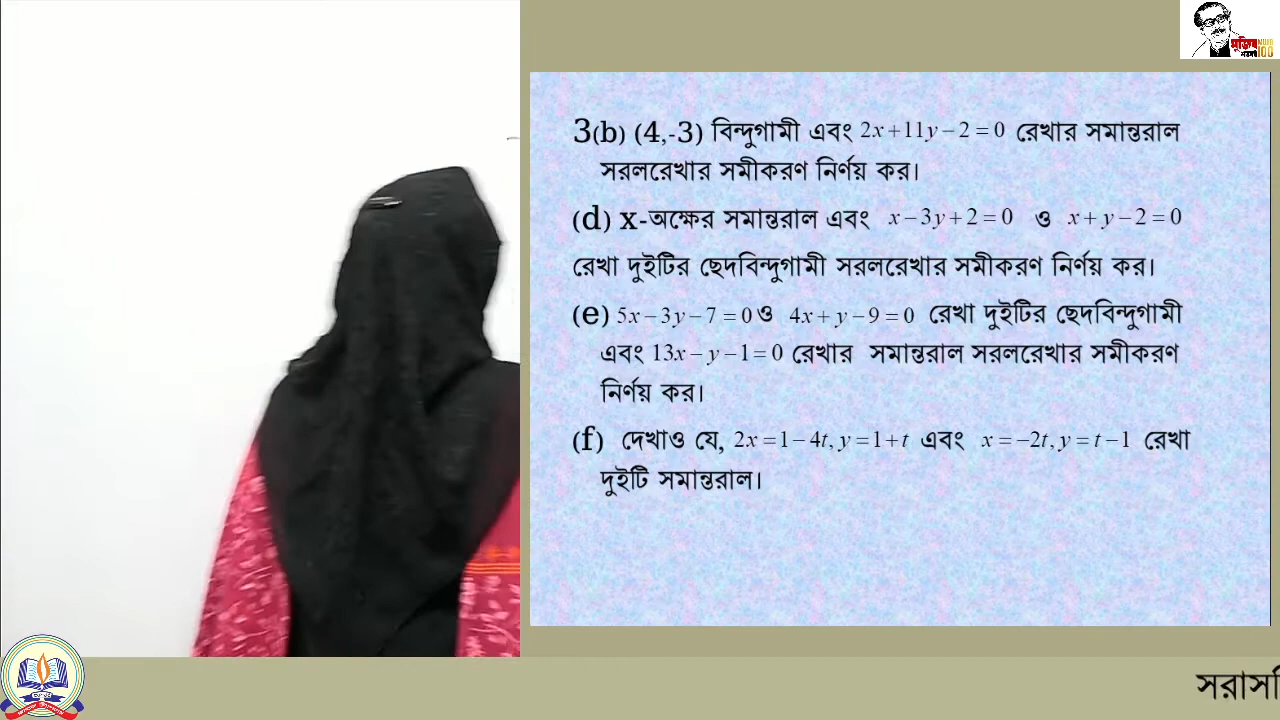 3(b) (4,-3) বিন্দুগামী এবং 2x+11y−2=0 রেখার সমান্তরাল
সরলরেখার সমীকরণ নির্ণয় কর।
(d) x-অক্ষের সমান্তরাল এবং x−3y+2=0 ও x+y−2=0
রেখা দুইটির ছেদবিন্দুগামী সরলরেখার সমীকরণ নির্ণয় কর।
(e) 5x−3y−7=0 ও 4x+y−9=0 রেখা দুইটির ছেদবিন্দুগামী
এবং 13x−y−1=0 রেখার সমান্তরাল সরলরেখার সমীকরণ
নির্ণয় কর।
(f) দেখাও যে, 2x=1−4t, y=1+t এবং x=−2t, y=t−1 রেখা
দুইটি সমান্তরাল।
100